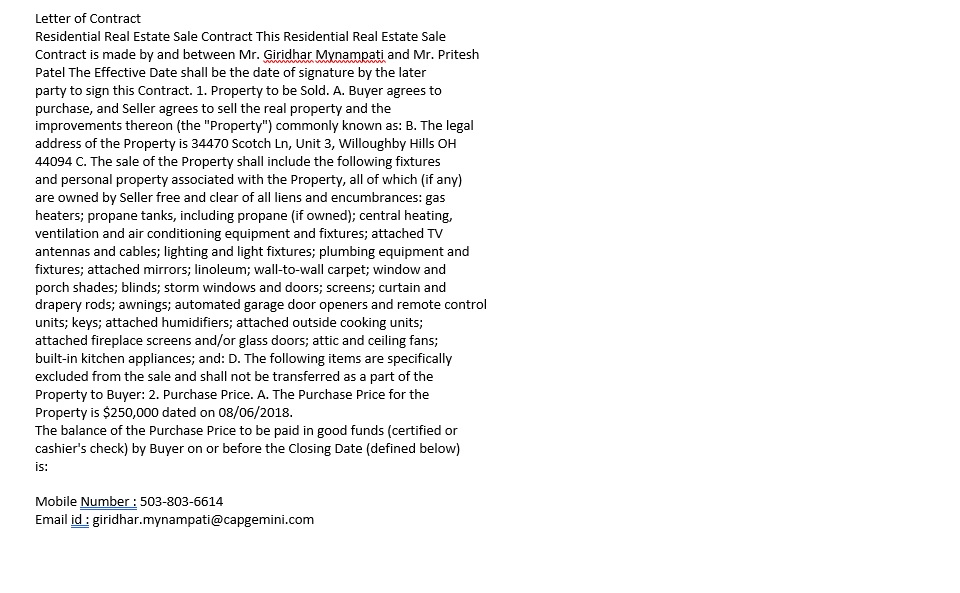 Letter of Contract
Residential Real Estate Sale Contract This Residential Real Estate Sale
Contract is made by and between Mr. Giridhar Mynampati and Mr. Pritesh
Patel The Effective Date shall be the date of signature by the later
party to sign this Contract. 1. Property to be Sold. A. Buyer agrees to
purchase, and Seller agrees to sell the real property and the
improvements thereon (the "Property") commonly known as: B. The legal
address of the Property is 34470 Scotch Ln, Unit 3, Willoughby Hills OH
44094 C. The sale of the Property shall include the following fixtures
and personal property associated with the Property, all of which (if any)
are owned by Seller free and clear of all liens and encumbrances: gas
heaters; propane tanks, including propane (if owned); central heating,
ventilation and air conditioning equipment and fixtures; attached TV
antennas and cables; lighting and light fixtures; plumbing equipment and
fixtures; attached mirrors; linoleum; wall-to-wall carpet; window and
porch shades; blinds; storm windows and doors; screens; curtain and
drapery rods; awnings; automated garage door openers and remote control
units; keys; attached humidifiers; attached outside cooking units;
attached fireplace screens and/or glass doors; attic and ceiling fans;
built-in kitchen appliances; and: D. The following items are specifically
excluded from the sale and shall not be transferred as a part of the
Property to Buyer: 2. Purchase Price. A. The Purchase Price for the
Property is $250,000 dated on 08/06/2018.
The balance of the Purchase Price to be paid in good funds (certified or
cashier's check) by Buyer on or before the Closing Date (defined below)
is:
Mobile Number : 503-803-6614
Email id : giridhar.mynampati@capgemini.com